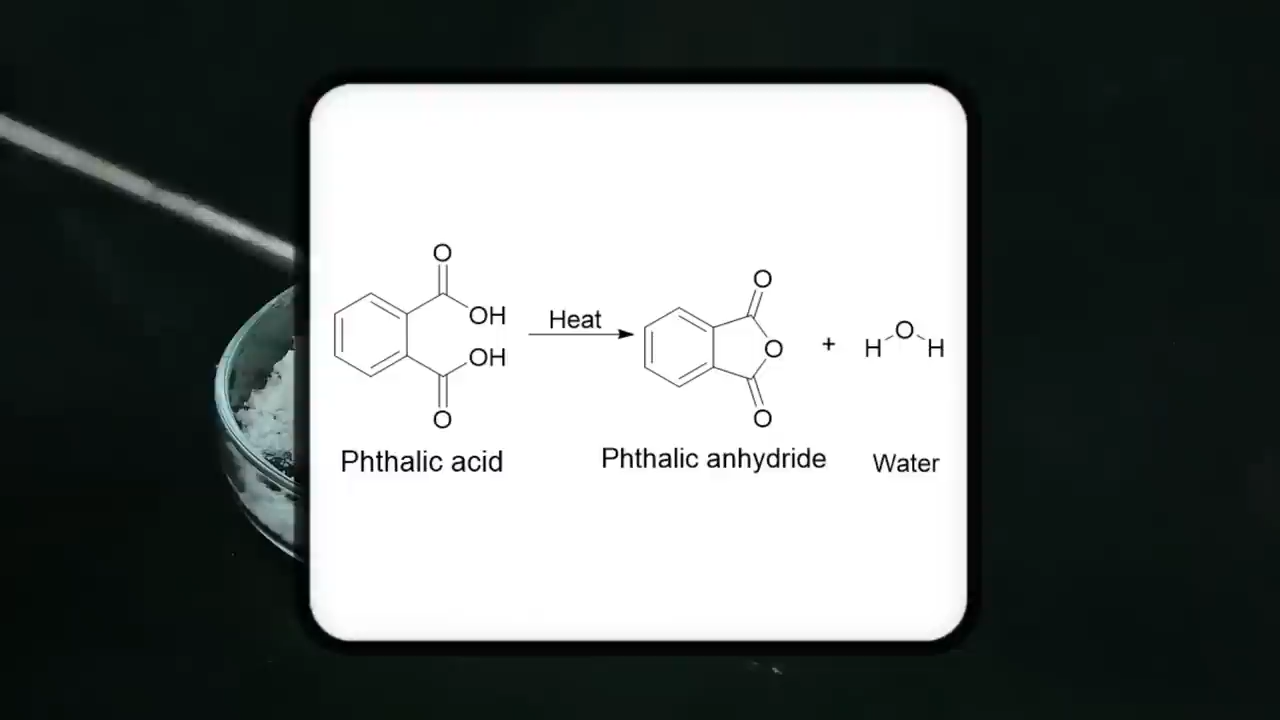 O
OH
Heat
OH
O
O
O
O
+
H O H
Phthalic acid
Phthalic anhydride
Water